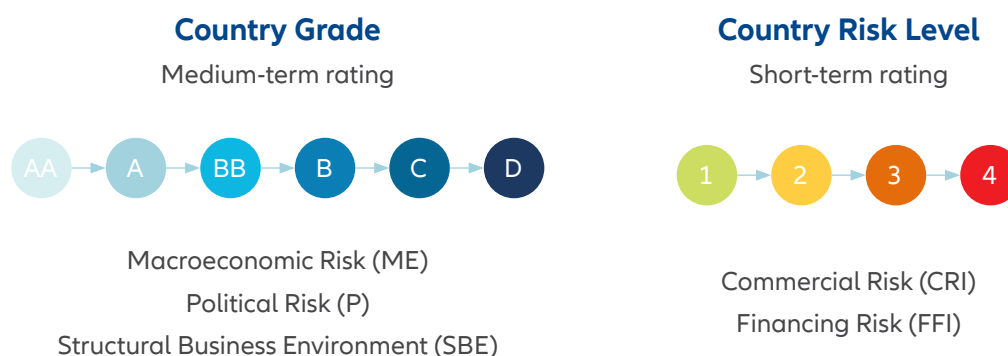 Country Grade
Medium-term rating
AA
A
BB
B
C
D
Macroeconomic Risk (ME)
Political Risk (P)
Structural Business Environment (SBE)
Country Risk Level
Short-term rating
1
2
3
4
Commercial Risk (CRI)
Financing Risk (FFI)